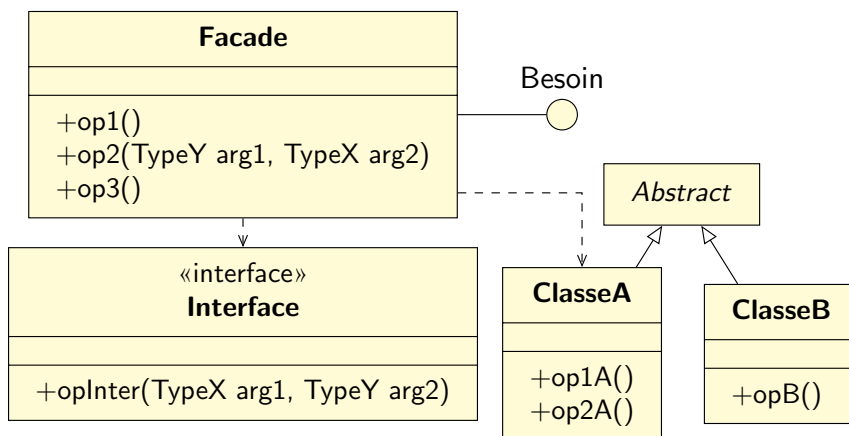 Facade
+op1()
+op2(TypeY arg1, TypeX arg2)
+op3()
Besoin
Abstract
«interface»
Interface
+opInter(TypeX arg1, TypeY arg2)
ClasseA
+op1A()
+op2A()
ClasseB
+opB()